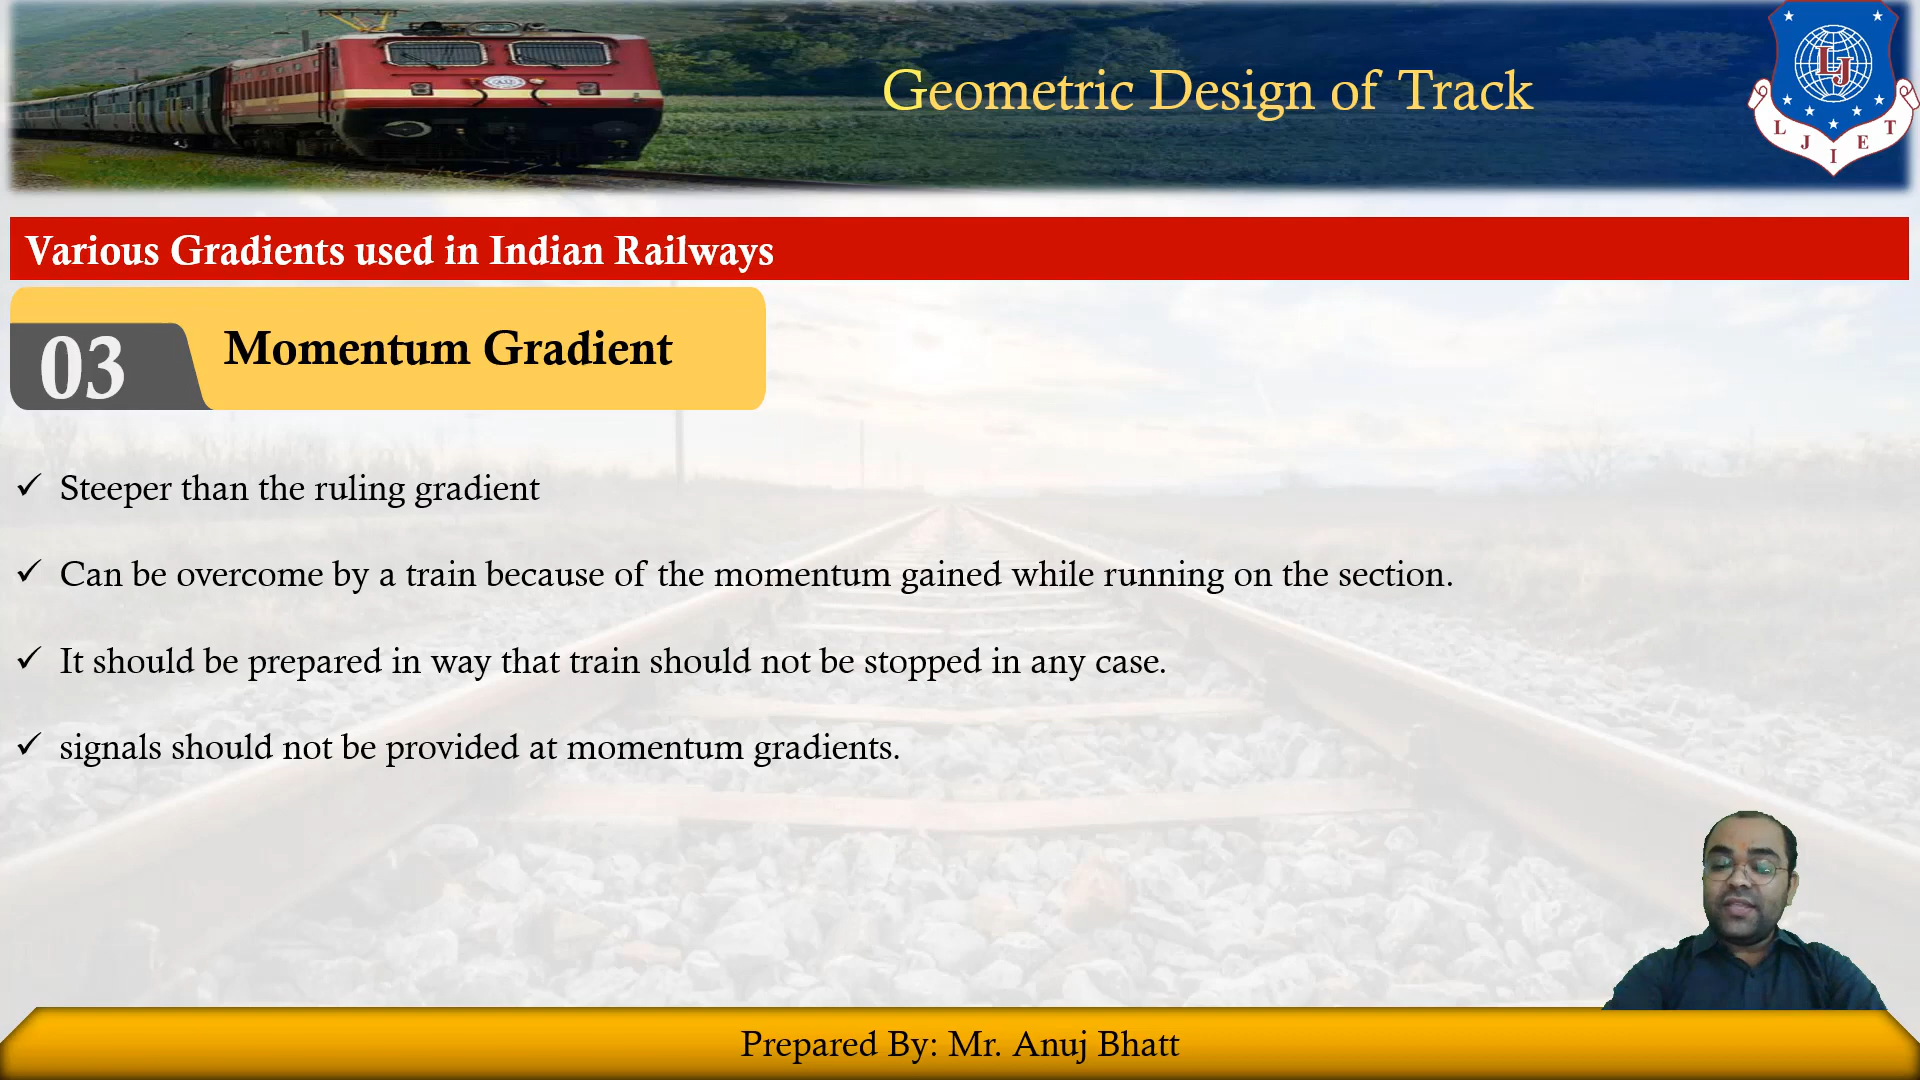 Geometric Design of Track
LJ
L J I E T
Various Gradients used in Indian Railways
03
Momentum Gradient
✓ Steeper than the ruling gradient
✓ Can be overcome by a train because of the momentum gained while running on the section.
✓ It should be prepared in way that train should not be stopped in any case.
✓ signals should not be provided at momentum gradients.
Prepared By: Mr. Anuj Bhatt